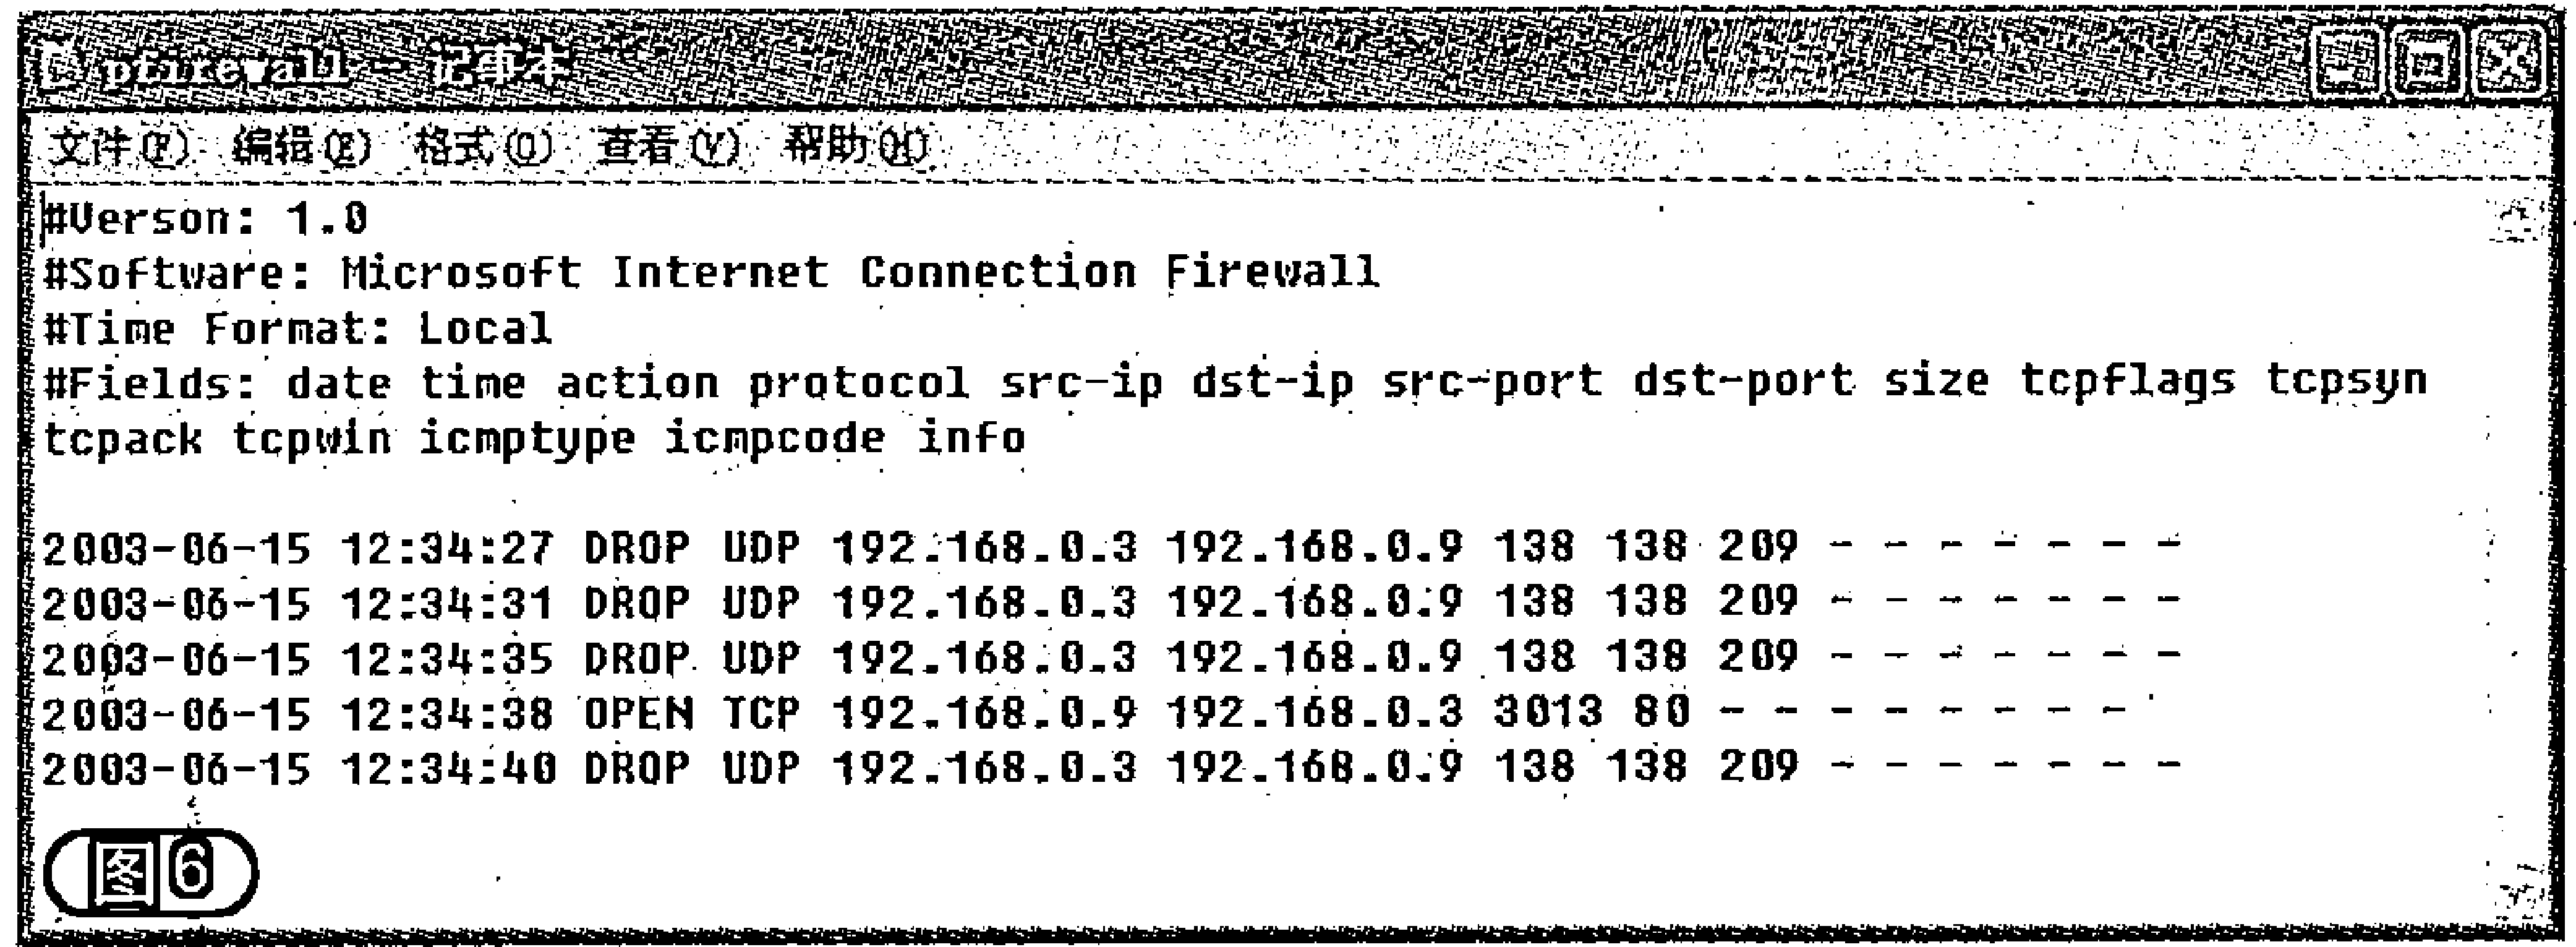 pfirewall - 记事本
文件(F) 编辑(E) 格式(O) 查看(V) 帮助(H)
#Verson: 1.0
#Software: Microsoft Internet Connection Firewall
#Time Format: Local
#Fields: date time action protocol src-ip dst-ip src-port dst-port size tcpflags tcpsyn
tcpack tcpwin icmptype icmpcode info
2003-06-15 12:34:27 DROP UDP 192.168.0.3 192.168.0.9 138 138 209 - - - - - - -
2003-06-15 12:34:31 DROP UDP 192.168.0.3 192.168.0.9 138 138 209 - - - - - - -
2003-06-15 12:34:35 DROP UDP 192.168.0.3 192.168.0.9 138 138 209 - - - - - - -
2003-06-15 12:34:38 OPEN TCP 192.168.0.9 192.168.0.3 3013 80 - - - - - - - -
2003-06-15 12:34:40 DROP UDP 192.168.0.3 192.168.0.9 138 138 209 - - - - - - -
图6